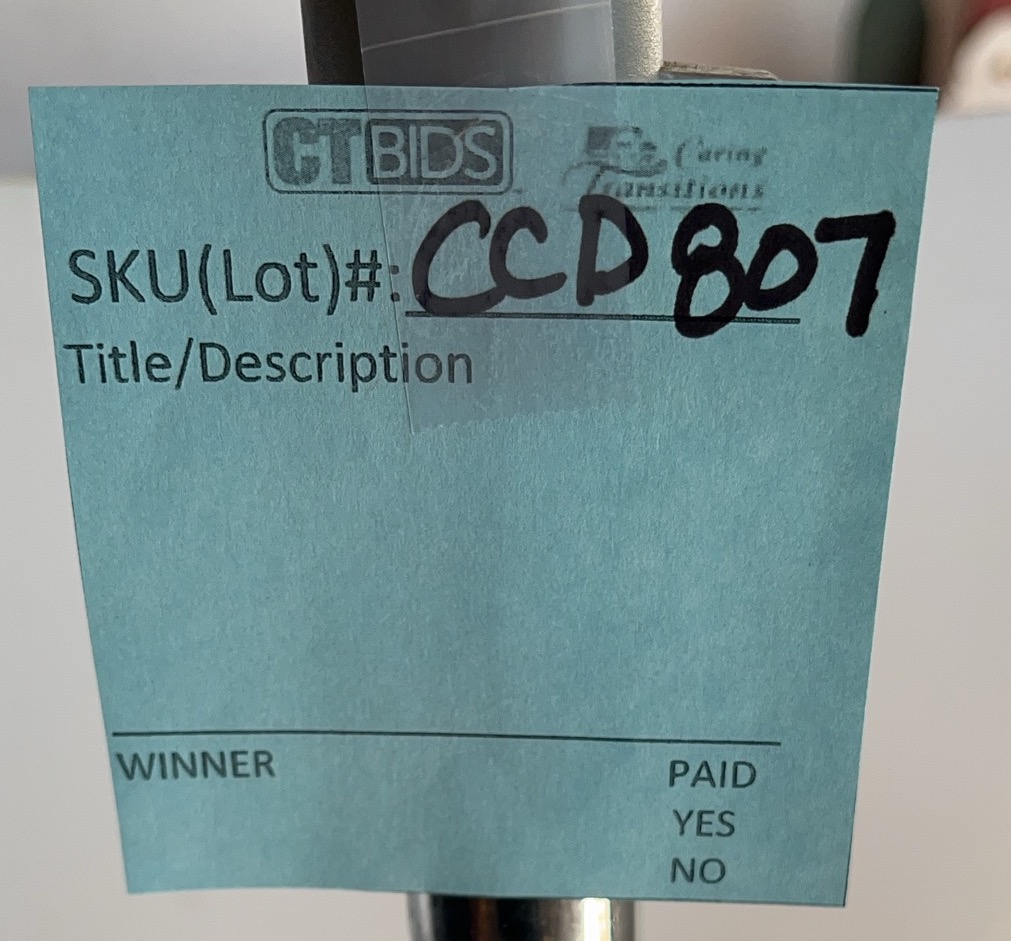 CTBIDS Caring
Transitions
SKU(Lot)#: CCD807
Title/Description
WINNER PAID
YES
NO